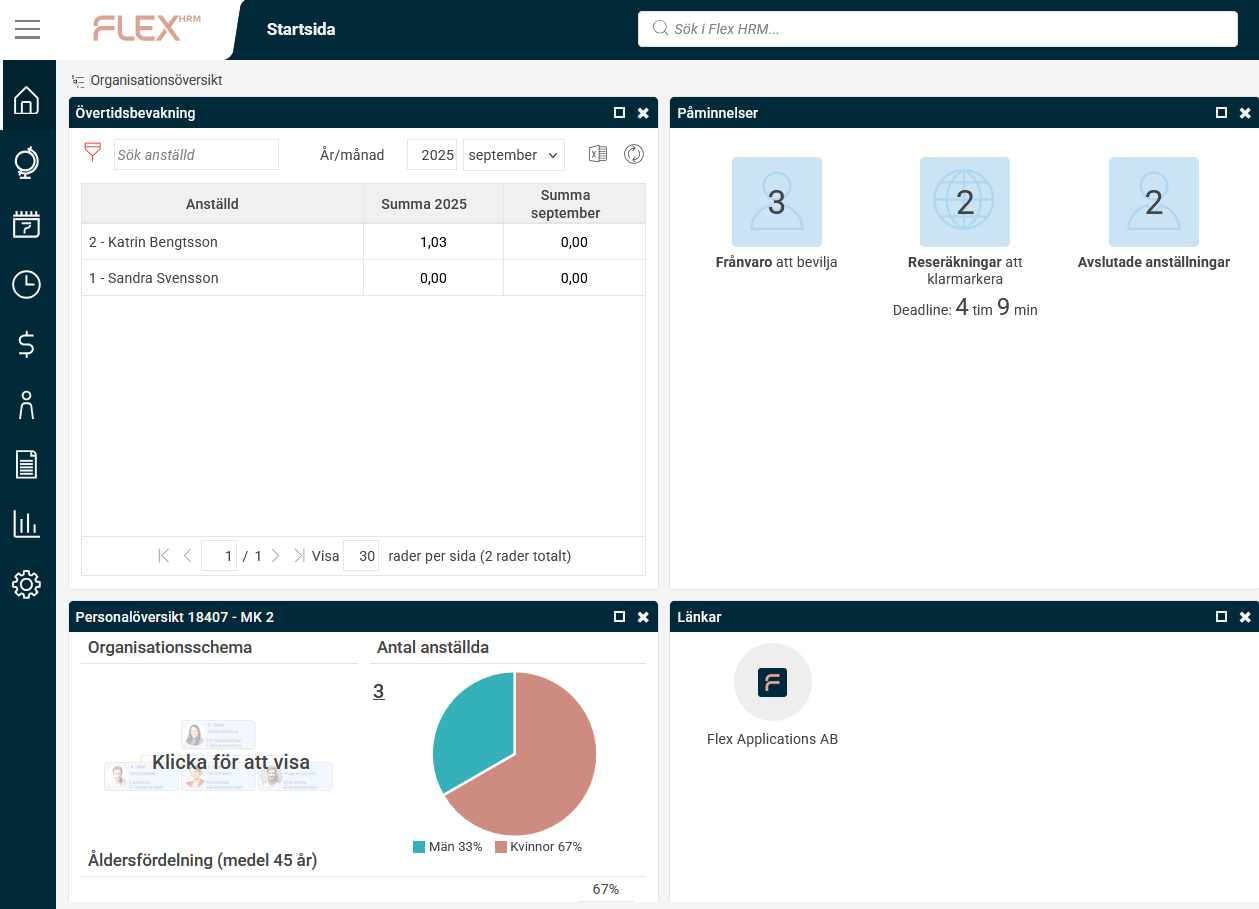 FLEX HRM
Startsida
Sök i Flex HRM...
Organisationsöversikt
Övertidsbevakning
Sök anställd
År/månad
2025
september
Anställd
Summa 2025
Summa
september
2 - Katrin Bengtsson
1,03
0,00
1 - Sandra Svensson
0,00
0,00
1 / 1
Visa 30 rader per sida (2 rader totalt)
Påminnelser
3
Frånvaro att bevilja
2
Reseräkningar att
klarmarkera
Deadline: 4 tim 9 min
2
Avslutade anställningar
Personalöversikt 18407 - MK 2
Organisationsschema
Klicka för att visa
Antal anställda
3
Män 33%
Kvinnor 67%
Åldersfördelning (medel 45 år)
67%
Länkar
Flex Applications AB
7